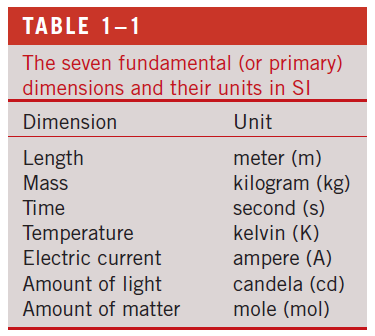 TABLE 1–1
The seven fundamental (or primary)
dimensions and their units in SI
Dimension Unit
Length meter (m)
Mass kilogram (kg)
Time second (s)
Temperature kelvin (K)
Electric current ampere (A)
Amount of light candela (cd)
Amount of matter mole (mol)